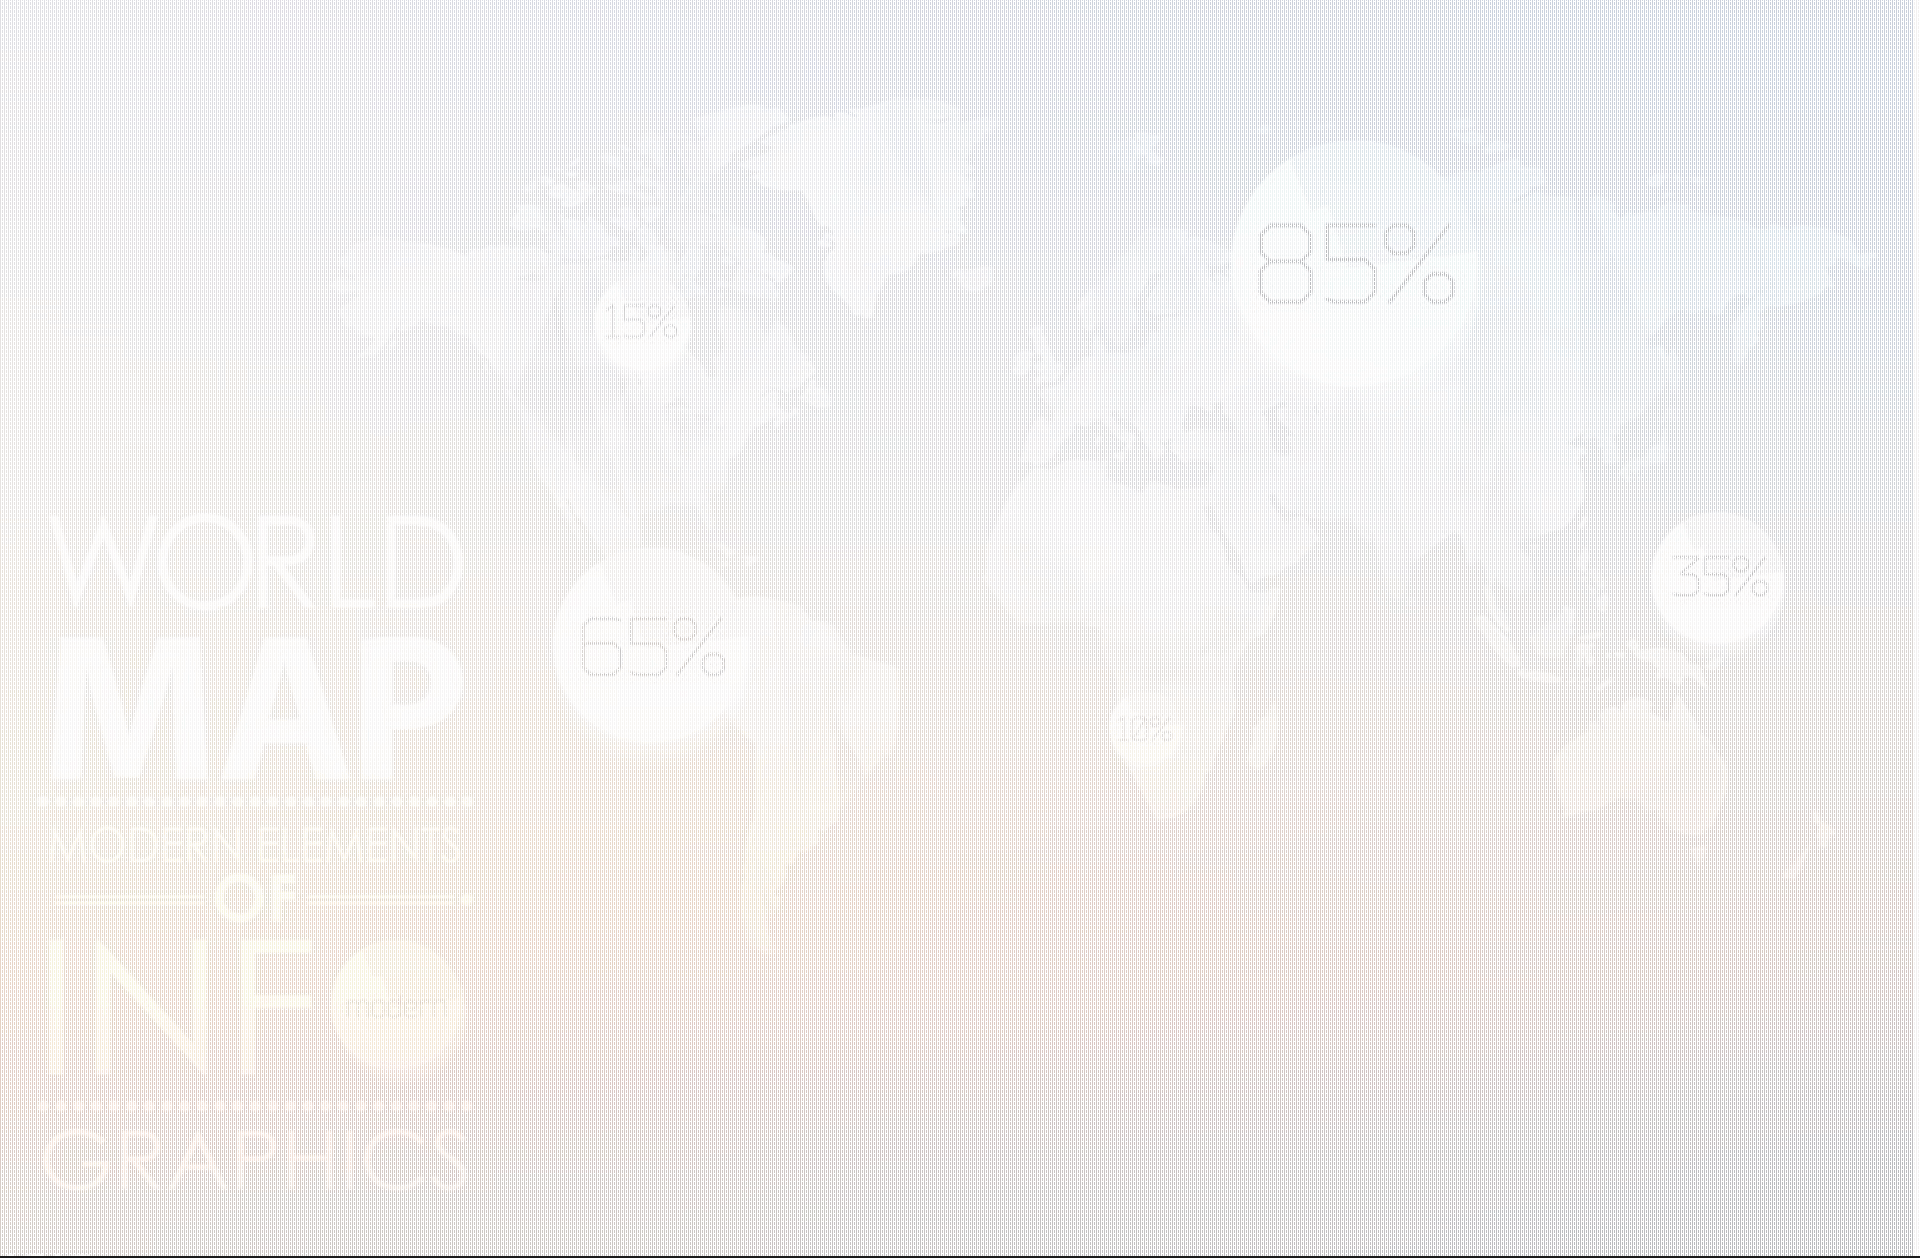 85%
15%
WORLD
35%
65%
MAP
10%
MODERN ELEMENTS
OF
INF
modern
GRAPHICS